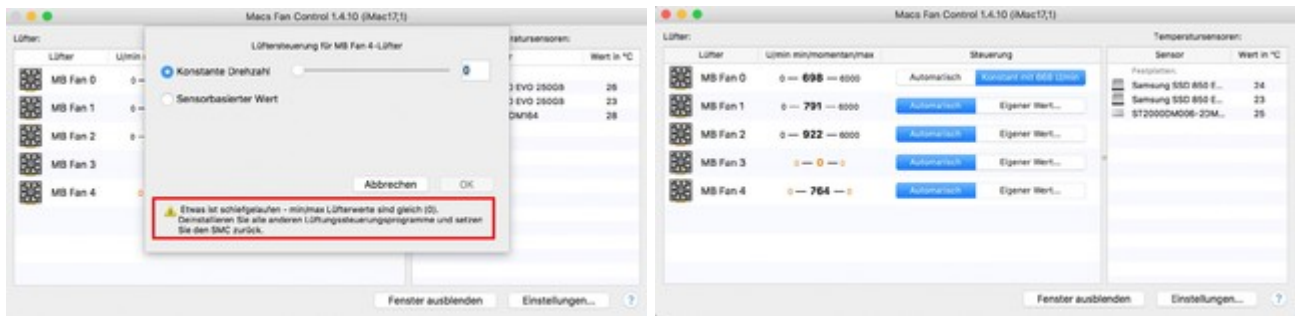 Macs Fan Control 1.4.10 (iMac17,1)
Lüfter:
Lüfter
U/min
MB Fan 0
MB Fan 1
MB Fan 2
MB Fan 3
MB Fan 4
Lüftersteuerung für MB Fan 4-Lüfter
Konstante Drehzahl 0
Sensorbasierter Wert
Abbrechen OK
Etwas ist schiefgelaufen - min/max Lüfterwerte sind gleich (0).
Deinstallieren Sie alle anderen Lüftungssteuerungsprogramme und setzen
Sie den SMC zurück.
Wert in °C
26
23
28
Fenster ausblenden Einstellungen... ?
Macs Fan Control 1.4.10 (iMac17,1)
Lüfter: Temperatursensoren:
Lüfter U/min min/momentan/max Steuerung Sensor Wert in °C
MB Fan 0 0 — 698 — 6000 Automatisch Konstant mit 668 U/min
MB Fan 1 0 — 791 — 6000 Automatisch Eigener Wert...
MB Fan 2 0 — 922 — 6000 Automatisch Eigener Wert...
MB Fan 3 0 — 0 — 0 Automatisch Eigener Wert...
MB Fan 4 0 — 764 — 0 Automatisch Eigener Wert...
Festplatten:
Samsung SSD 850 E... 24
Samsung SSD 850 E... 23
ST2000DM006-2DM... 25
Fenster ausblenden Einstellungen... ?